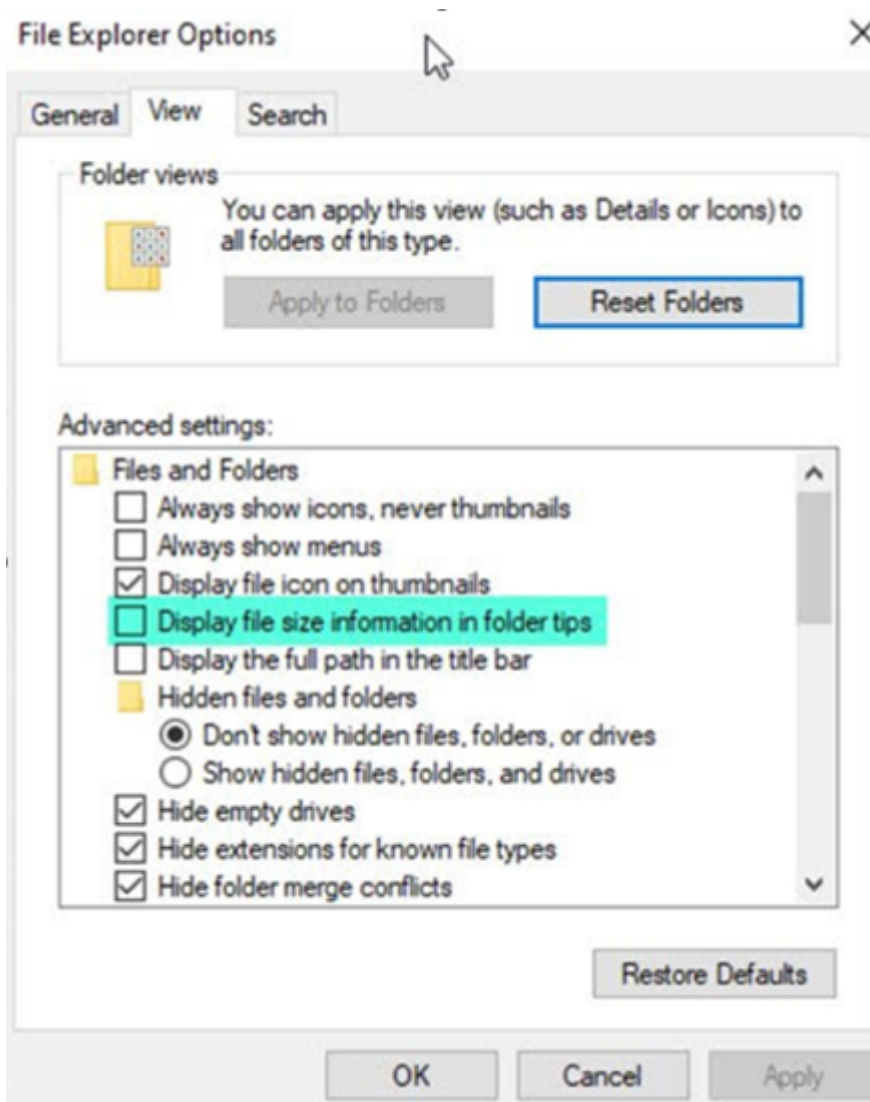 File Explorer Options
General View Search
Folder views
You can apply this view (such as Details or Icons) to
all folders of this type.
Apply to Folders Reset Folders
Advanced settings:
Files and Folders
Always show icons, never thumbnails
Always show menus
Display file icon on thumbnails
Display file size information in folder tips
Display the full path in the title bar
Hidden files and folders
Don't show hidden files, folders, or drives
Show hidden files, folders, and drives
Hide empty drives
Hide extensions for known file types
Hide folder merge conflicts
Restore Defaults
OK Cancel Apply